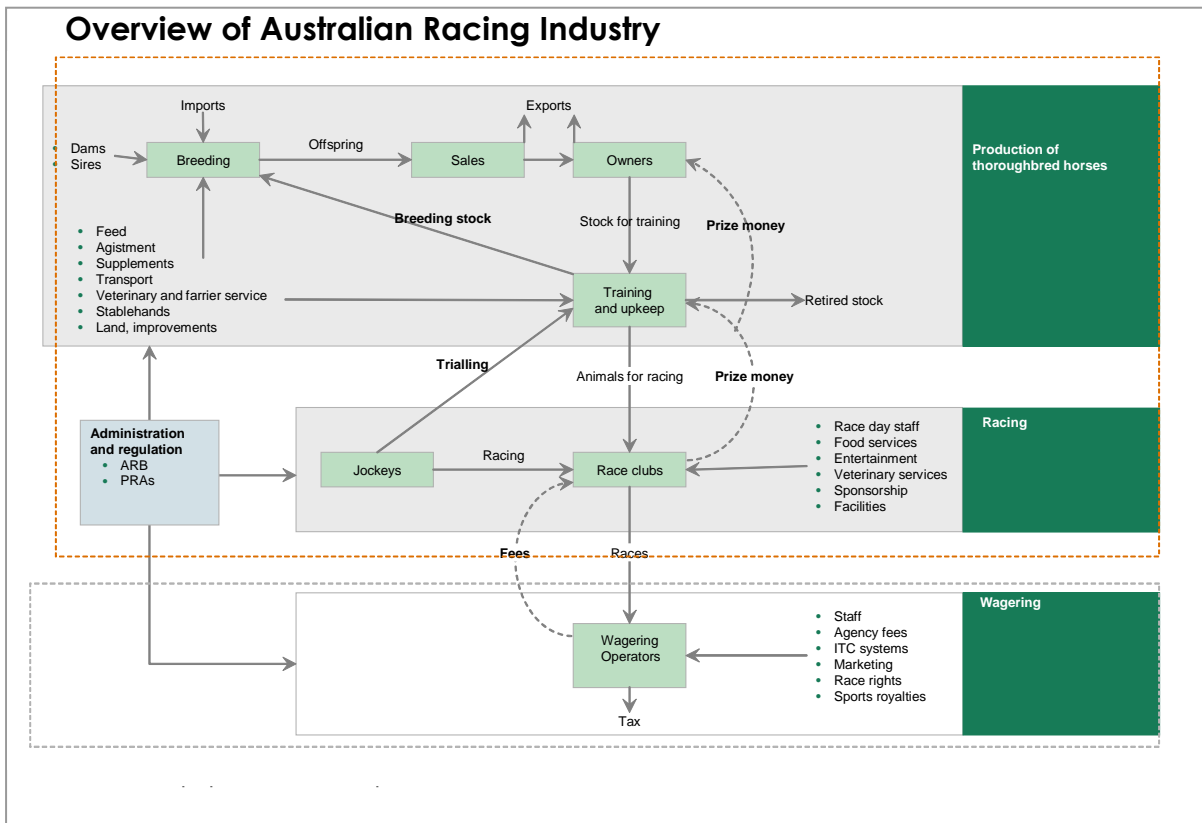 Overview of Australian Racing Industry
Imports
Exports
Dams
Sires
Breeding
Offspring
Sales
Owners
Production of
thoroughbred horses
Breeding stock
Stock for training
Prize money
Feed
Agistment
Supplements
Transport
Veterinary and farrier service
Stablehands
Land, improvements
Training
and upkeep
Retired stock
Trialling
Animals for racing
Prize money
Administration
and regulation
ARB
PRAs
Jockeys
Racing
Race clubs
Race day staff
Food services
Entertainment
Veterinary services
Sponsorship
Facilities
Racing
Fees
Races
Wagering
Operators
Staff
Agency fees
ITC systems
Marketing
Race rights
Sports royalties
Wagering
Tax